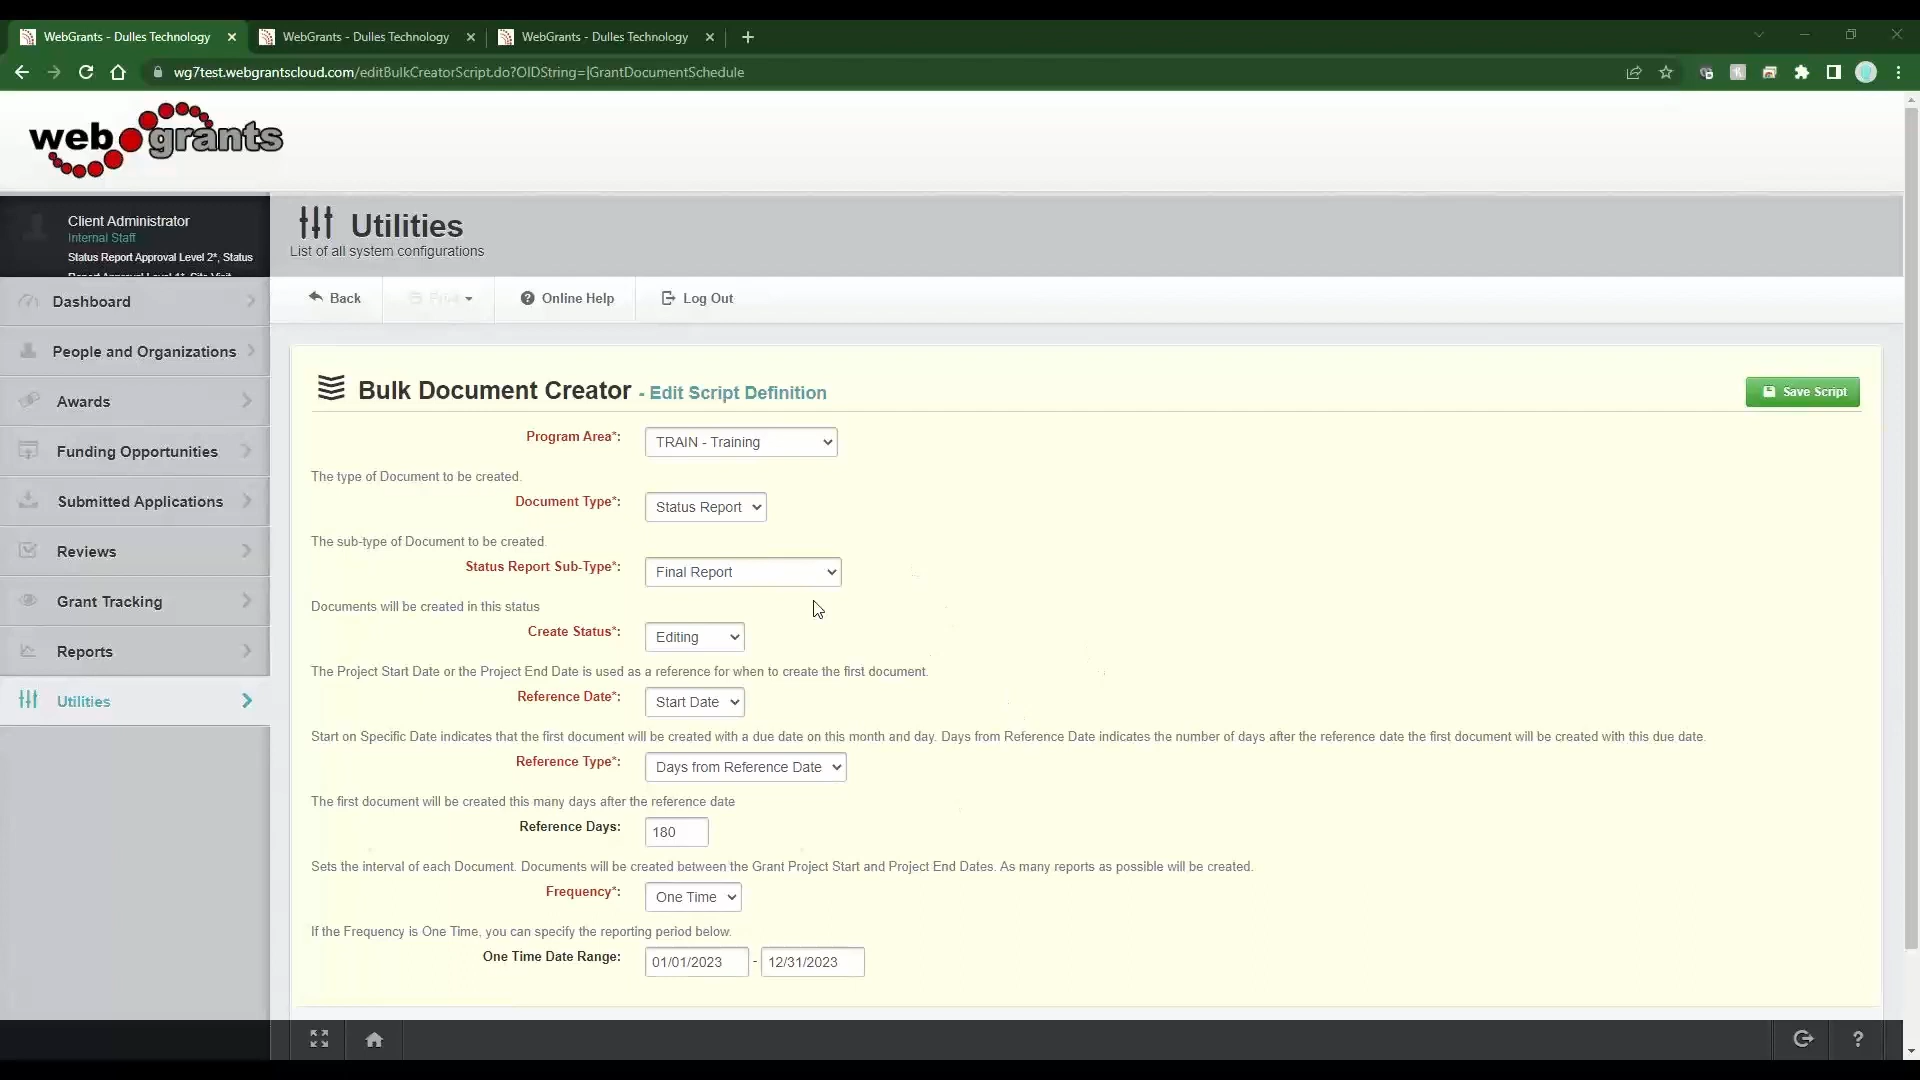 WebGrants - Dulles Technology
WebGrants - Dulles Technology
WebGrants - Dulles Technology
wg7test.webgrantscloud.com/editBulkCreatorScript.do?OIDString=|GrantDocumentSchedule
web grants
Client Administrator
Internal Staff
Status Report Approval Level 2*, Status
Utilities
List of all system configurations
Back
Print
Online Help
Log Out
Dashboard
People and Organizations
Awards
Funding Opportunities
Submitted Applications
Reviews
Grant Tracking
Reports
Utilities
Bulk Document Creator - Edit Script Definition
Save Script
Program Area*: TRAIN - Training
The type of Document to be created.
Document Type*: Status Report
The sub-type of Document to be created.
Status Report Sub-Type*: Final Report
Documents will be created in this status
Create Status*: Editing
The Project Start Date or the Project End Date is used as a reference for when to create the first document.
Reference Date*: Start Date
Start on Specific Date indicates that the first document will be created with a due date on this month and day. Days from Reference Date indicates the number of days after the reference date the first document will be created with this due date.
Reference Type*: Days from Reference Date
The first document will be created this many days after the reference date
Reference Days: 180
Sets the interval of each Document. Documents will be created between the Grant Project Start and Project End Dates. As many reports as possible will be created.
Frequency*: One Time
If the Frequency is One Time, you can specify the reporting period below.
One Time Date Range: 01/01/2023 - 12/31/2023